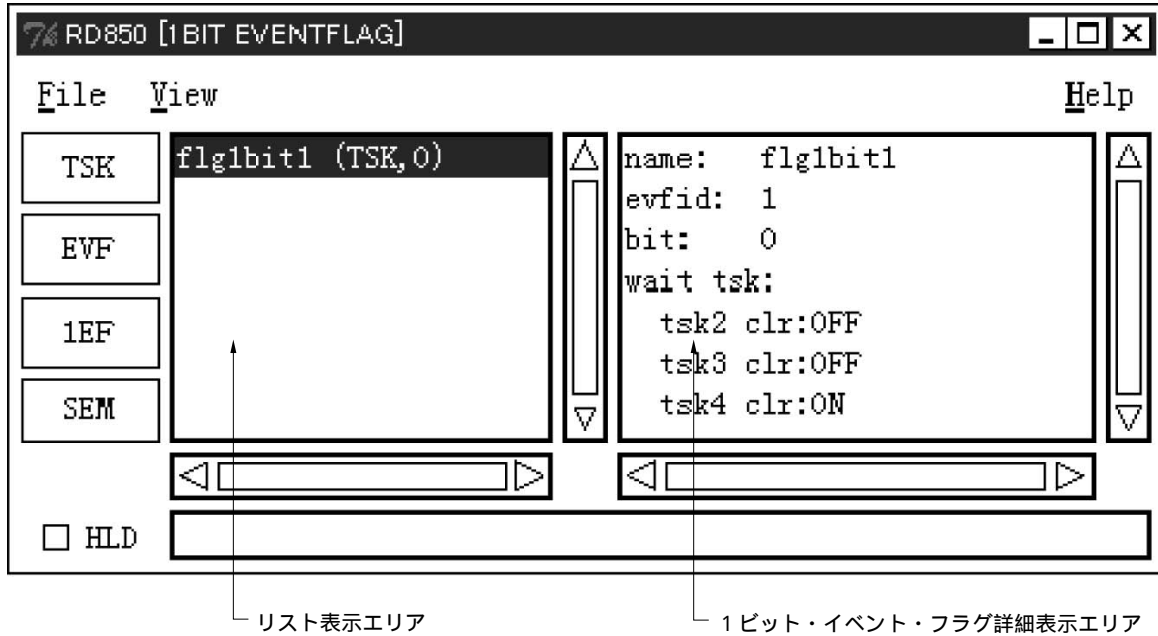 RD850 [1BIT EVENTFLAG]
File View Help
TSK
EVF
1EF
SEM
flg1bit1 (TSK,0)
name: flg1bit1
evfid: 1
bit: 0
wait tsk:
tsk2 clr:OFF
tsk3 clr:OFF
tsk4 clr:ON
HLD
リスト表示エリア
1ビット・イベント・フラグ詳細表示エリア